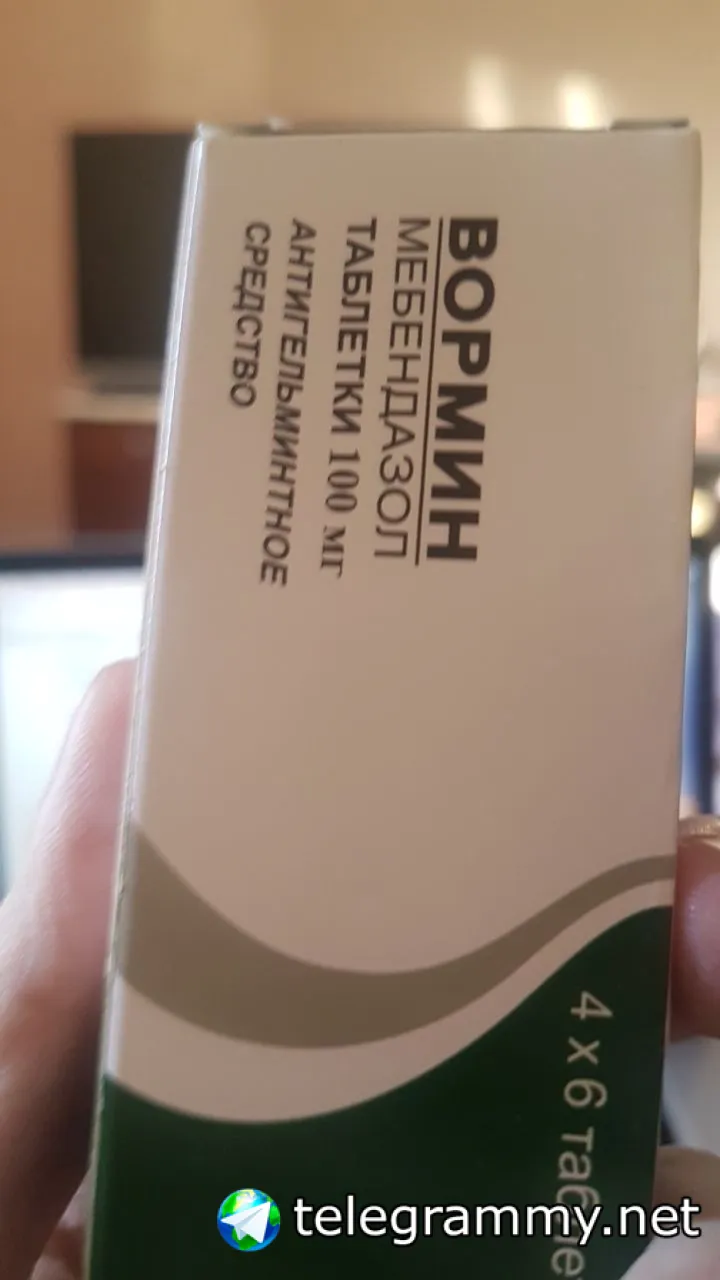 ВОРМИН
МЕБЕНДАЗОЛ
ТАБЛЕТКИ 100 мг
АНТИГЕЛЬМИНТНОЕ
СРЕДСТВО
4 x 6
telegrammy.net